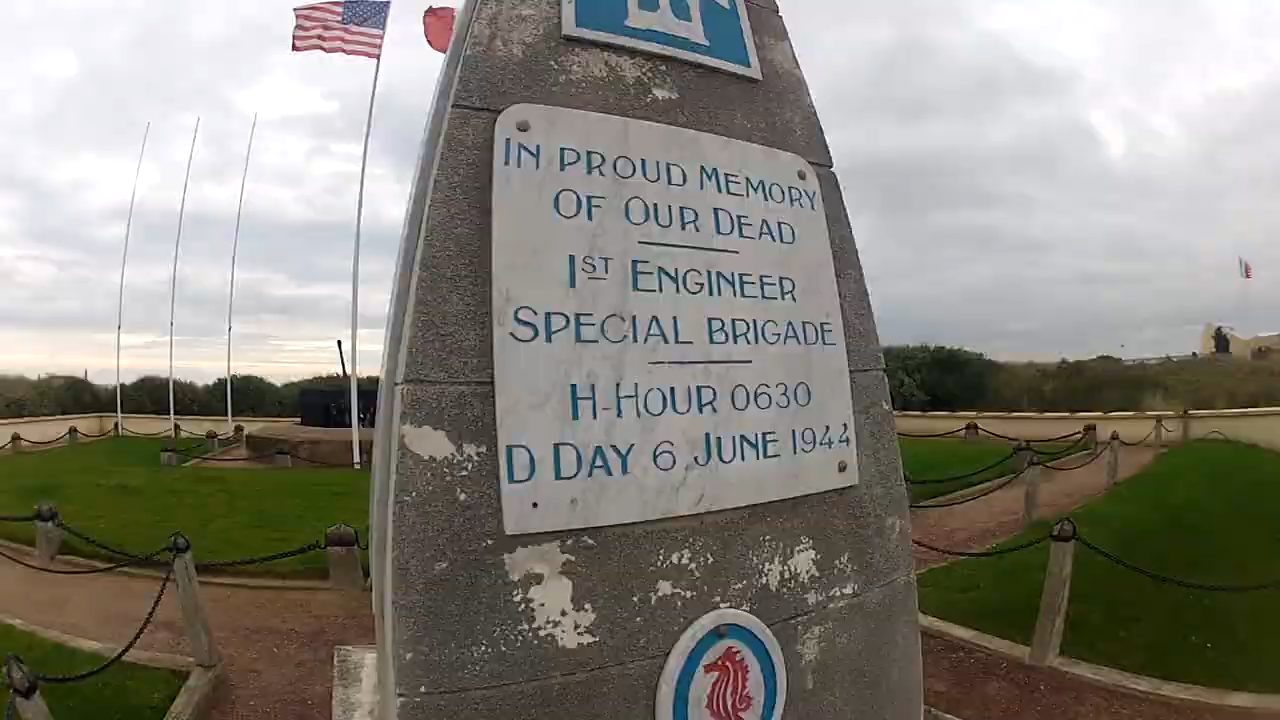 IN PROUD MEMORY
OF OUR DEAD
1ST ENGINEER
SPECIAL BRIGADE
H-HOUR 0630
D DAY 6 JUNE 1944